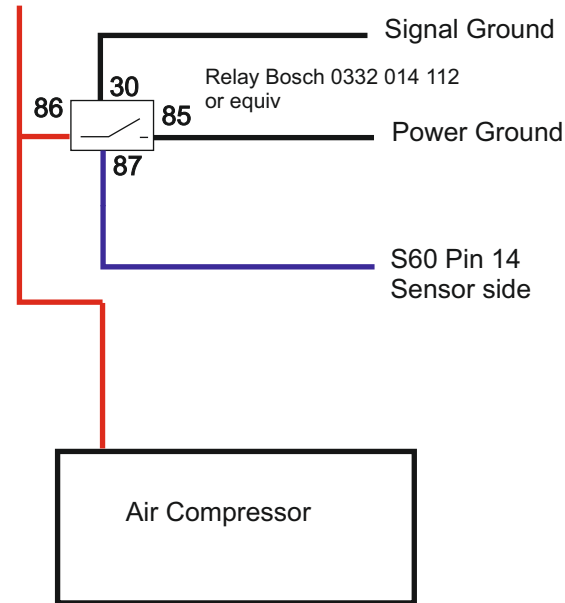 Signal Ground
Relay Bosch 0332 014 112
or equiv
30
86
85
Power Ground
87
S60 Pin 14
Sensor side
Air Compressor